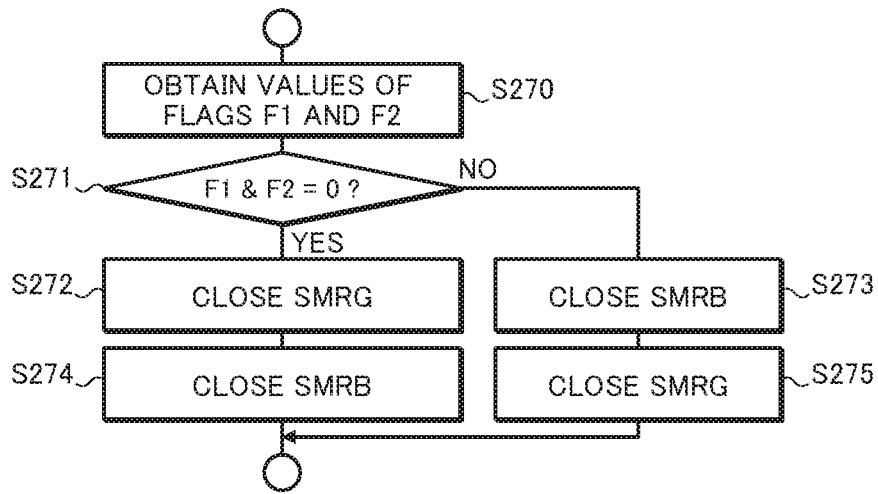 OBTAIN VALUES OF
FLAGS F1 AND F2
S270
S271
F1 & F2 = 0 ?
NO
YES
S272
CLOSE SMRG
CLOSE SMRB
S273
S274
CLOSE SMRB
CLOSE SMRG
S275